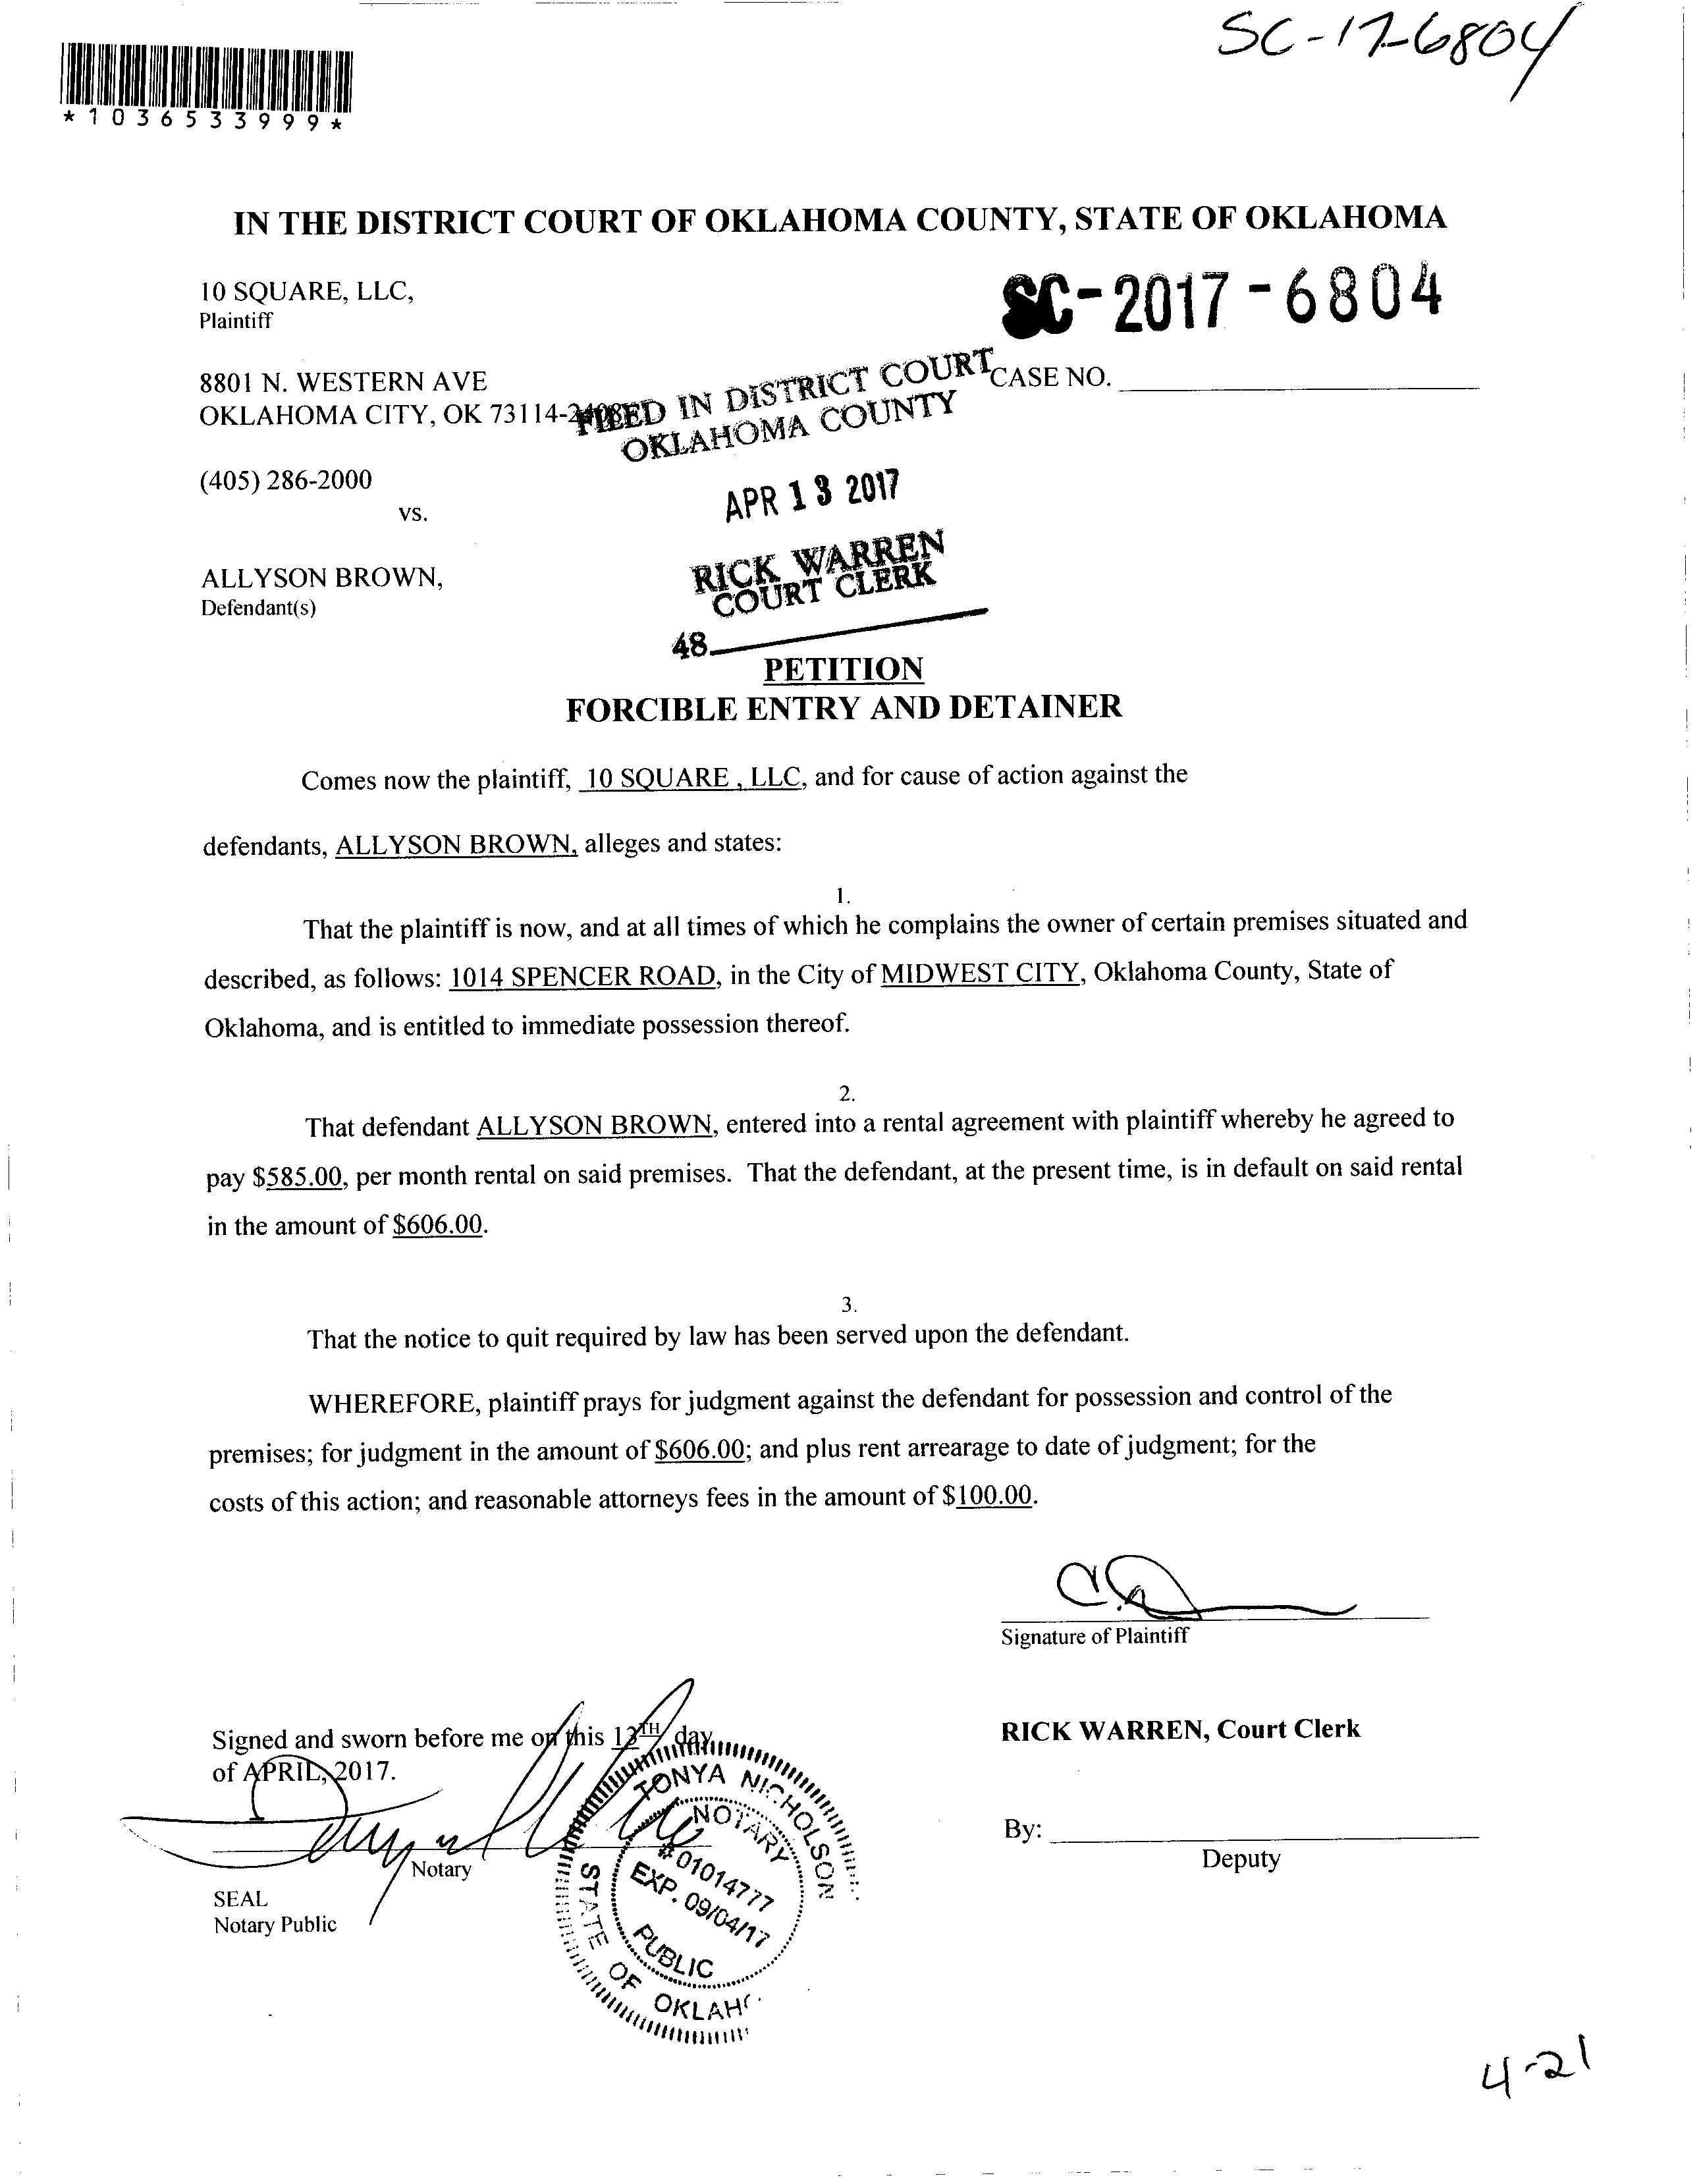 SC-17-6804
*1036533999*
IN THE DISTRICT COURT OF OKLAHOMA COUNTY, STATE OF OKLAHOMA
10 SQUARE, LLC,
Plaintiff
SC-2017-6804
8801 N. WESTERN AVE
CASE NO.
OKLAHOMA CITY, OK 73114-
FILED IN DISTRICT COURT
OKLAHOMA COUNTY
(405) 286-2000
APR 13 2017
vs.
RICK WARREN
COURT CLERK
ALLYSON BROWN,
Defendant(s)
48
PETITION
FORCIBLE ENTRY AND DETAINER
Comes now the plaintiff, 10 SQUARE , LLC, and for cause of action against the
defendants, ALLYSON BROWN, alleges and states:
1.
That the plaintiff is now, and at all times of which he complains the owner of certain premises situated and
described, as follows: 1014 SPENCER ROAD, in the City of MIDWEST CITY, Oklahoma County, State of
Oklahoma, and is entitled to immediate possession thereof.
2.
That defendant ALLYSON BROWN, entered into a rental agreement with plaintiff whereby he agreed to
pay $585.00, per month rental on said premises. That the defendant, at the present time, is in default on said rental
in the amount of $606.00.
3.
That the notice to quit required by law has been served upon the defendant.
WHEREFORE, plaintiff prays for judgment against the defendant for possession and control of the
premises; for judgment in the amount of $606.00; and plus rent arrearage to date of judgment; for the
costs of this action; and reasonable attorneys fees in the amount of $100.00.
Signature of Plaintiff
Signed and sworn before me on this TH day
of APRIL, 2017.
RICK WARREN, Court Clerk
By:
Deputy
Notary
SEAL
Notary Public
TONYA NICHOLSON
NOTARY
# 01014777
EXP. 09/04/17
PUBLIC
STATE OF OKLAH
4-21